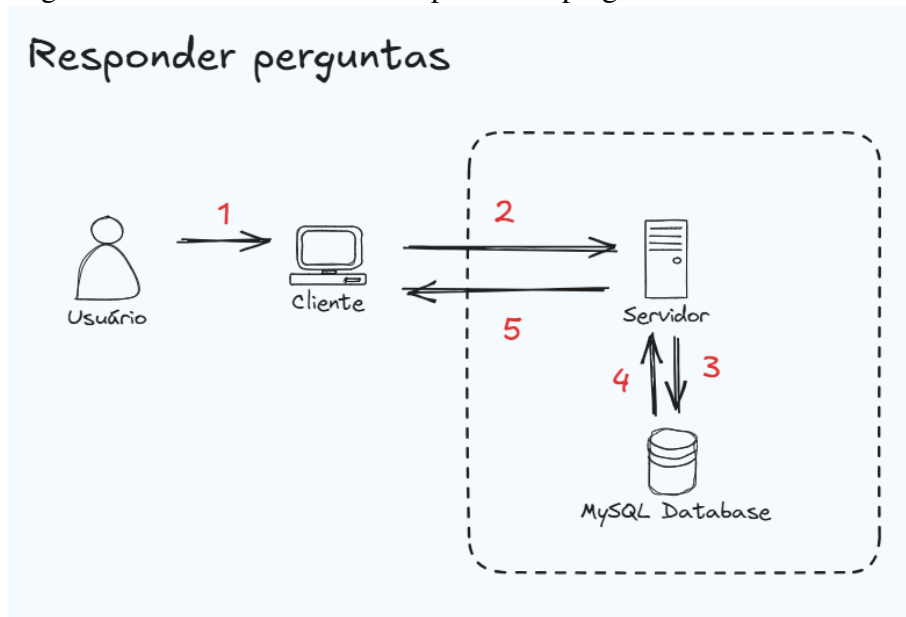 Responder perguntas
1
2
Usuário
Cliente
5
Servidor
4
3
MySQL Database